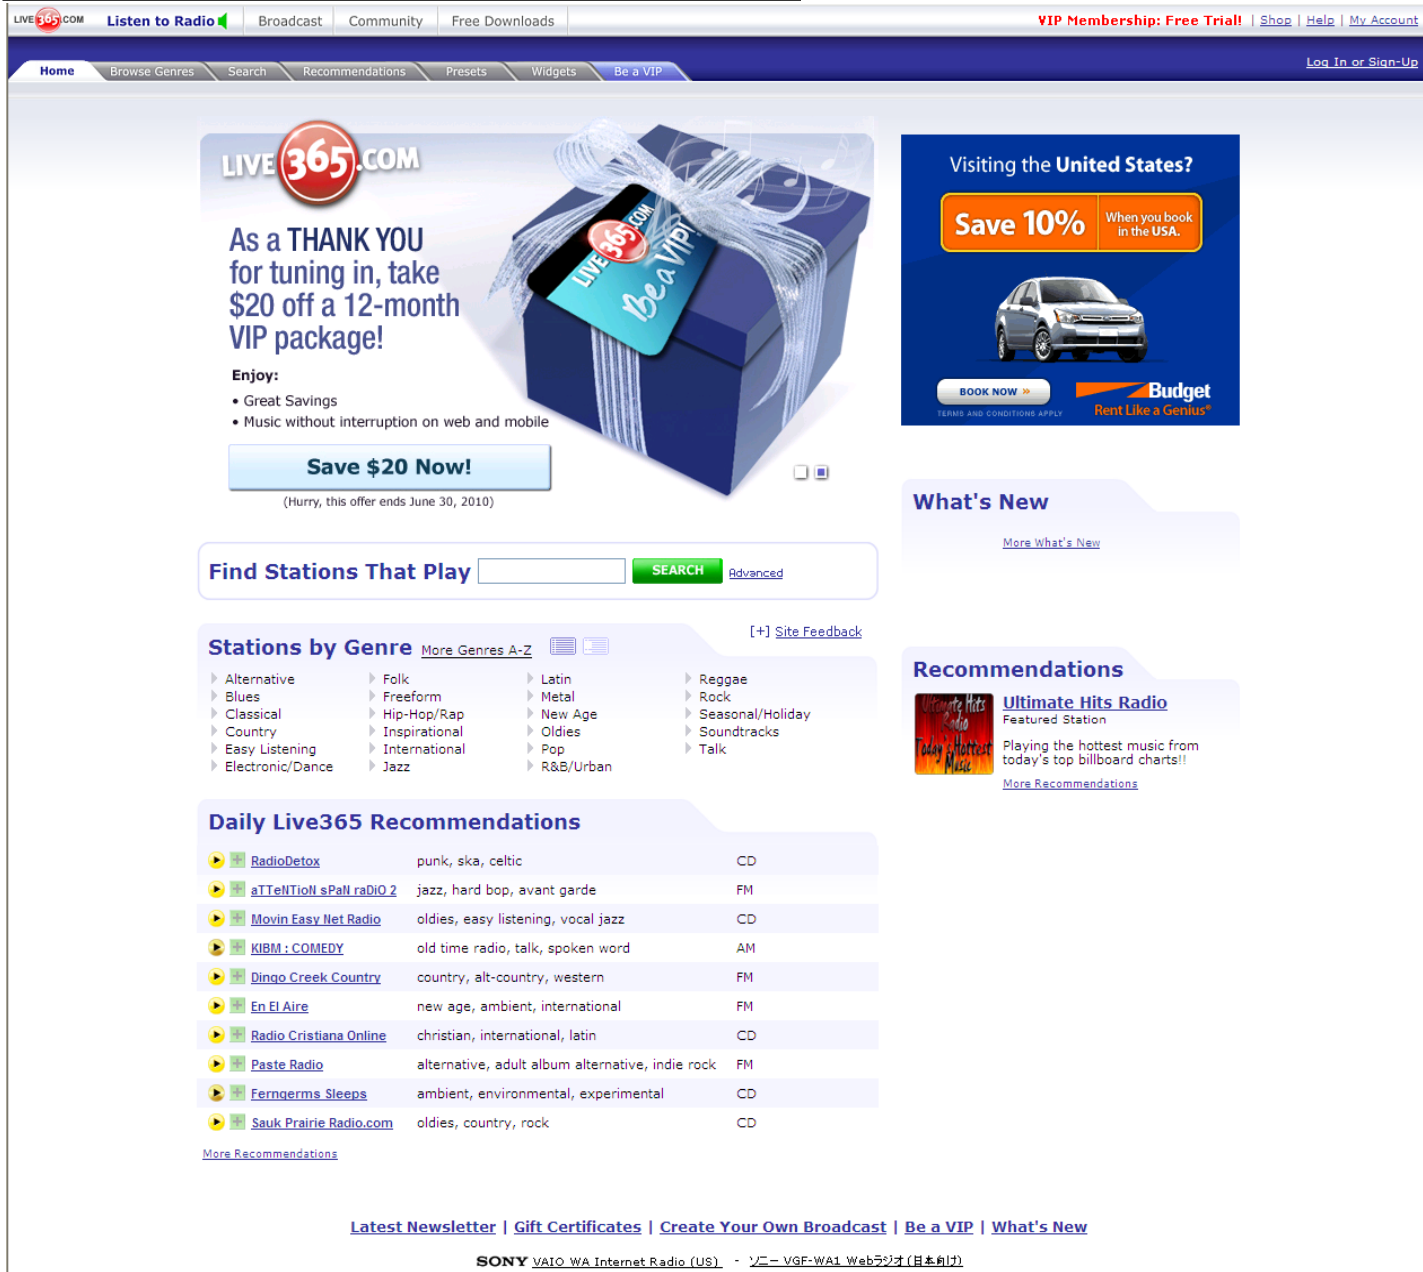 LIVE365.COM Listen to Radio Broadcast Community Free Downloads VIP Membership: Free Trial! | Shop | Help | My Account
Home Browse Genres Search Recommendations Presets Widgets Be a VIP Log In or Sign-Up
LIVE365.COM
As a THANK YOU
for tuning in, take
$20 off a 12-month
VIP package!
Enjoy:
• Great Savings
• Music without interruption on web and mobile
Save $20 Now!
(Hurry, this offer ends June 30, 2010)
LIVE365.COM
Be a VIP!
Visiting the United States?
Save 10% When you book
in the USA.
BOOK NOW »
TERMS AND CONDITIONS APPLY
Budget
Rent Like a Genius®
What's New
More What's New
Find Stations That Play SEARCH Advanced
[+] Site Feedback
Stations by Genre More Genres A-Z
Alternative Folk Latin Reggae
Blues Freeform Metal Rock
Classical Hip-Hop/Rap New Age Seasonal/Holiday
Country Inspirational Oldies Soundtracks
Easy Listening International Pop Talk
Electronic/Dance Jazz R&B/Urban
Recommendations
Ultimate Hits
Radio
Today's Hottest
Music
Ultimate Hits Radio
Featured Station
Playing the hottest music from
today's top billboard charts!!
More Recommendations
Daily Live365 Recommendations
RadioDetox punk, ska, celtic CD
aTTeNTioN sPaN raDiO 2 jazz, hard bop, avant garde FM
Movin Easy Net Radio oldies, easy listening, vocal jazz CD
KIBM : COMEDY old time radio, talk, spoken word AM
Dingo Creek Country country, alt-country, western FM
En El Aire new age, ambient, international FM
Radio Cristiana Online christian, international, latin CD
Paste Radio alternative, adult album alternative, indie rock FM
Ferngerms Sleeps ambient, environmental, experimental CD
Sauk Prairie Radio.com oldies, country, rock CD
More Recommendations
Latest Newsletter | Gift Certificates | Create Your Own Broadcast | Be a VIP | What's New
SONY VAIO WA Internet Radio (US) - ソニー VGF-WA1 Webラジオ(日本向け)